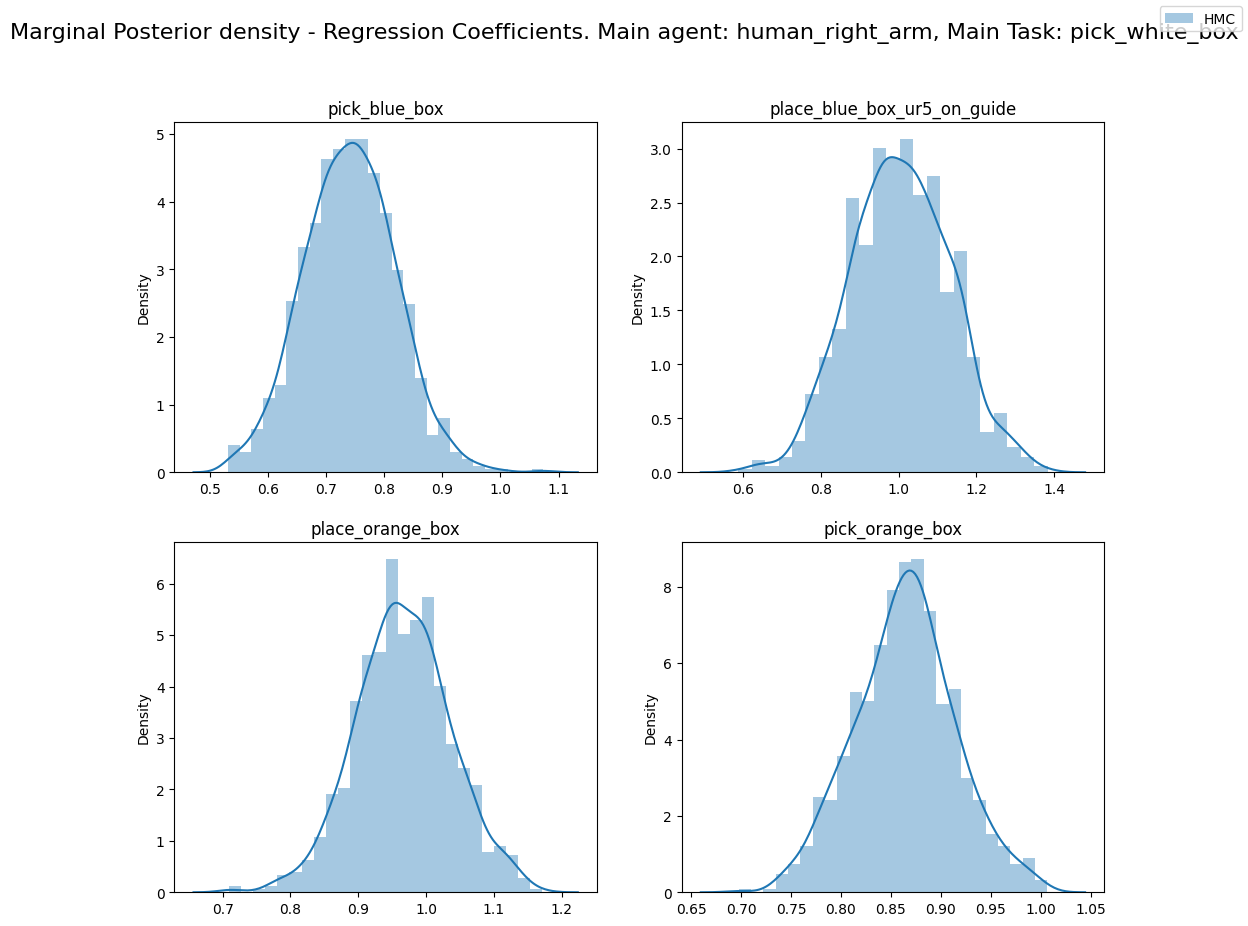 HMC
Marginal Posterior density - Regression Coefficients. Main agent: human_right_arm, Main Task: pick_white_box
pick_blue_box
place_blue_box_ur5_on_guide
5
4
3
2
1
0
Density
0.5 0.6 0.7 0.8 0.9 1.0 1.1
3.0
2.5
2.0
1.5
1.0
0.5
0.0
Density
0.6 0.8 1.0 1.2 1.4
place_orange_box
pick_orange_box
6
5
4
3
2
1
0
Density
0.7 0.8 0.9 1.0 1.1 1.2
8
6
4
2
0
Density
0.65 0.70 0.75 0.80 0.85 0.90 0.95 1.00 1.05